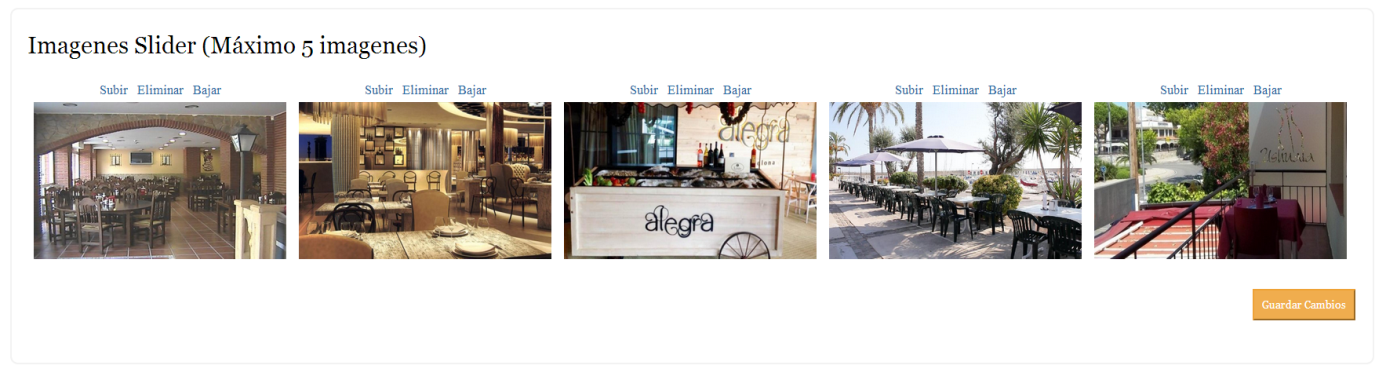 Imagenes Slider (Máximo 5 imagenes)
Subir Eliminar Bajar
Subir Eliminar Bajar
Subir Eliminar Bajar
Subir Eliminar Bajar
Subir Eliminar Bajar
alegra
alegra
Guardar Cambios